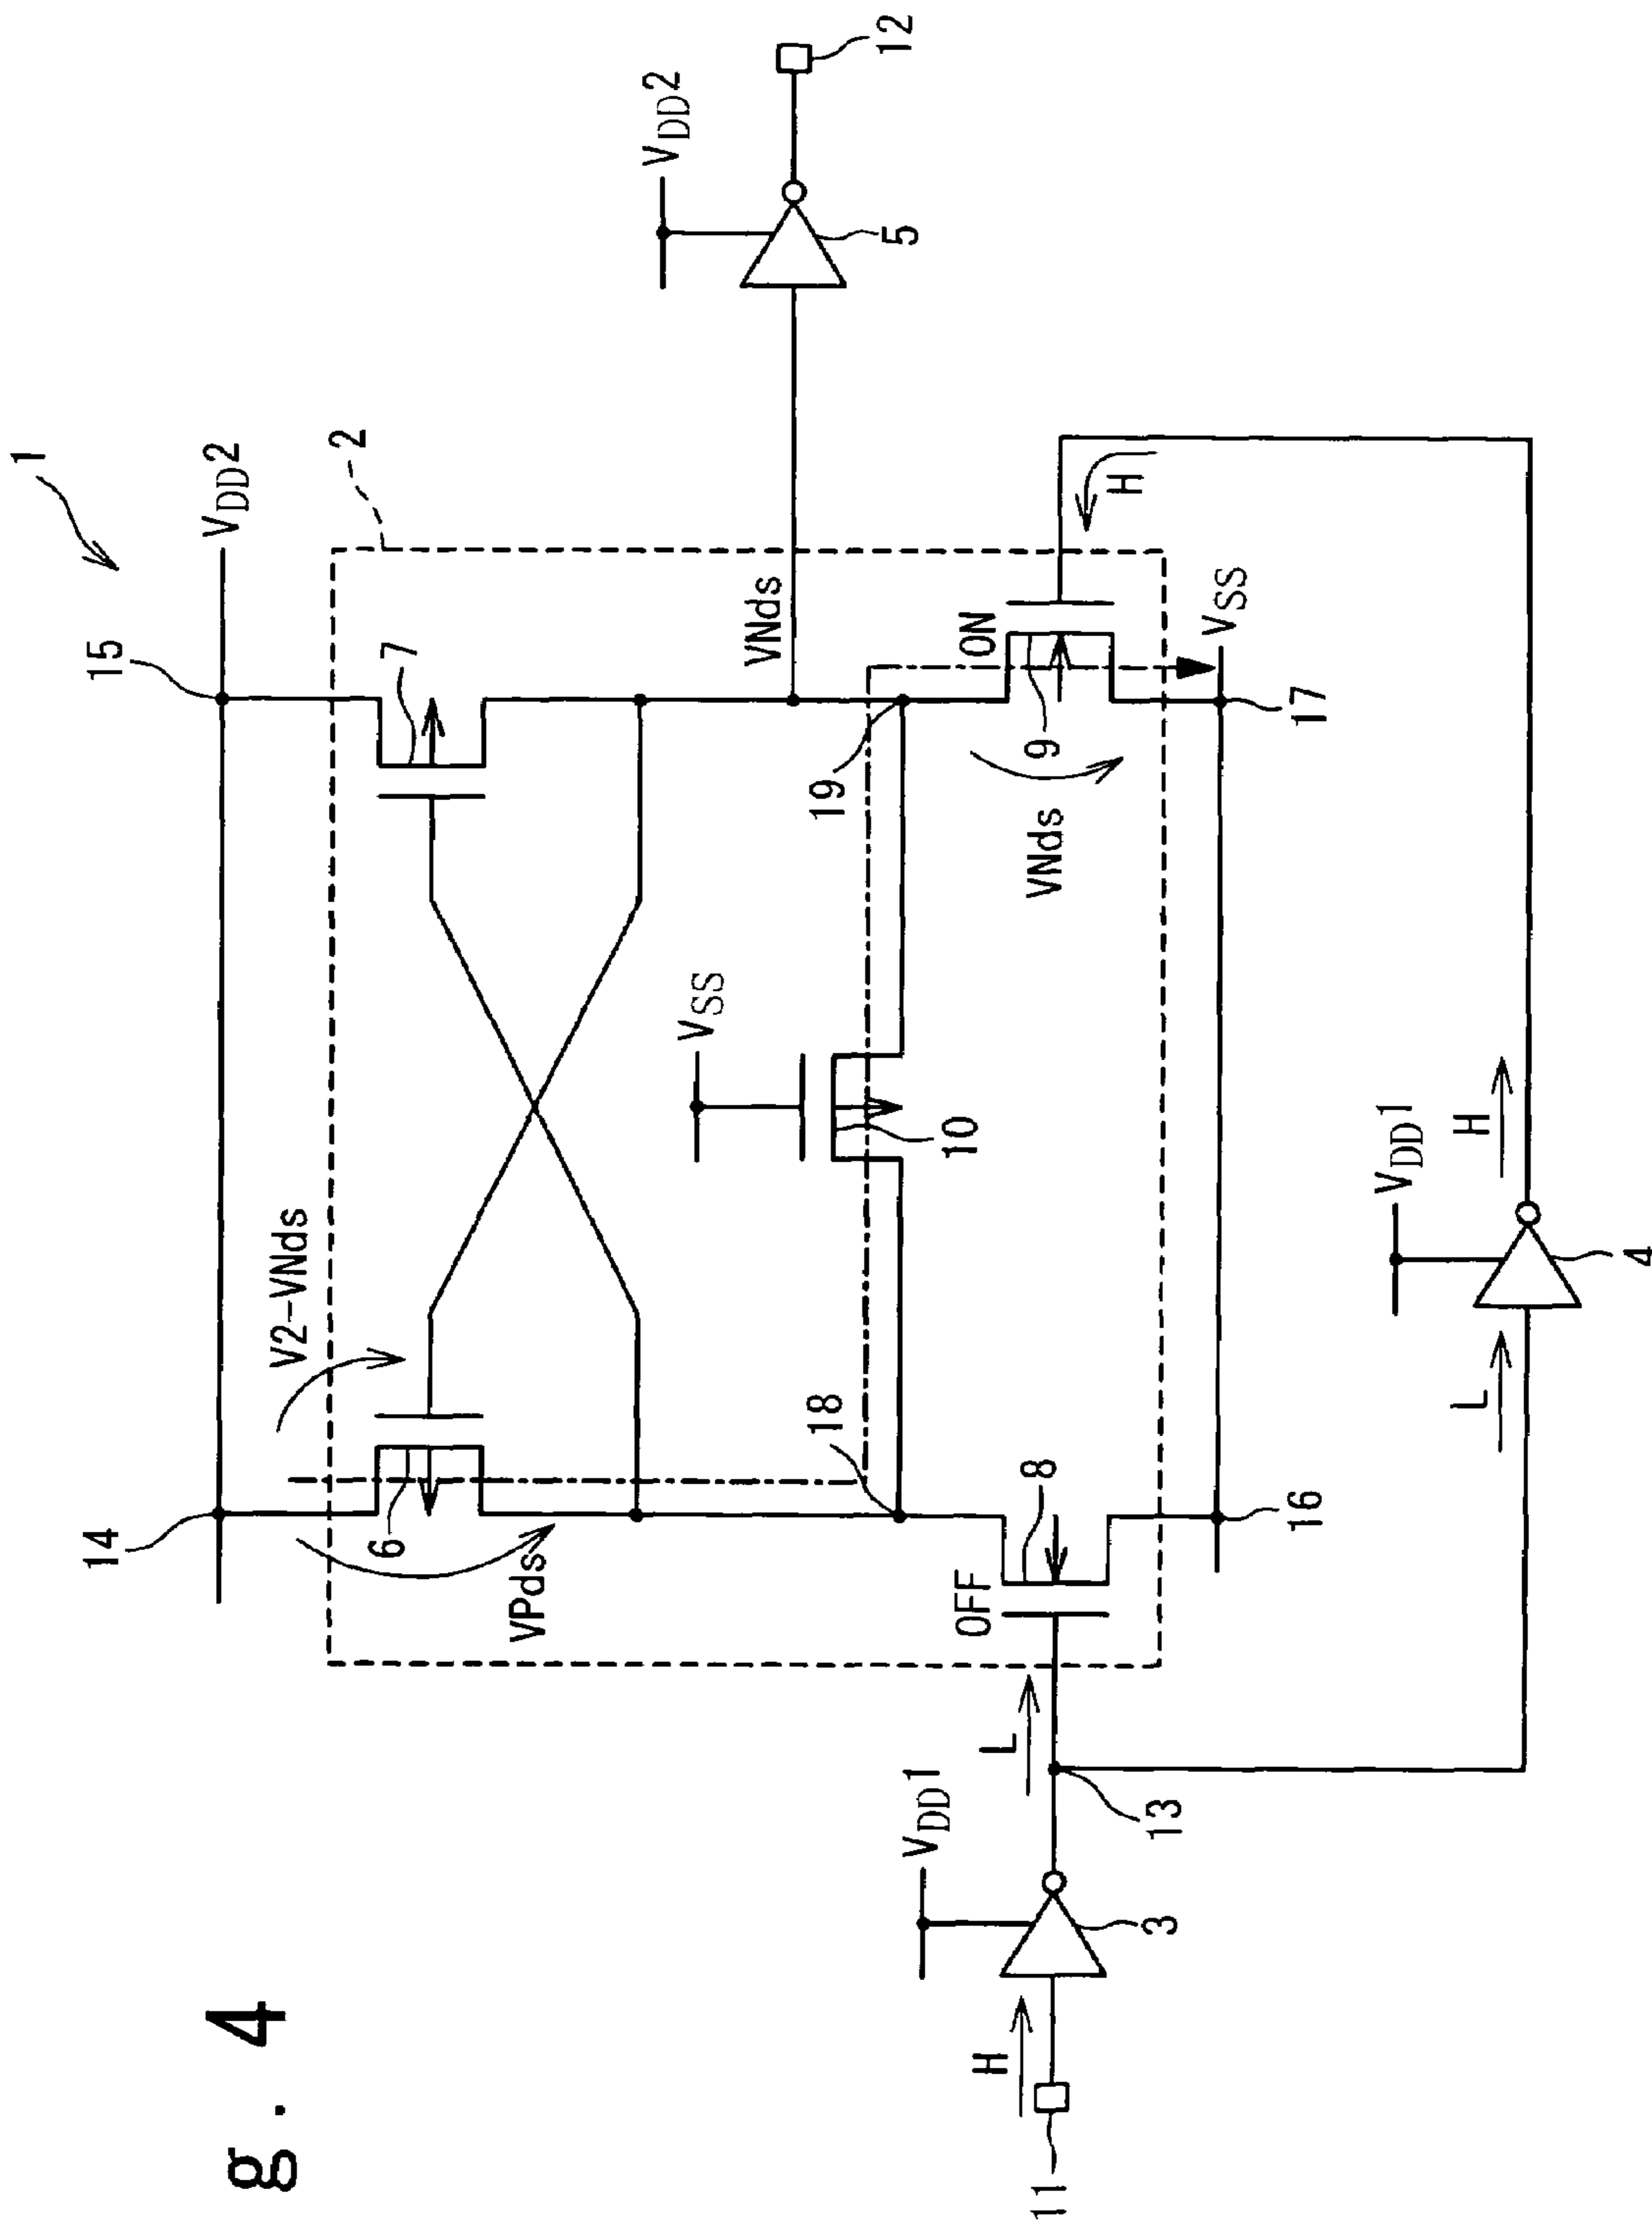 g. 4
1
14
15
VDD2
2
V2-VNds
6
7
VPds
VSS
VNds
VDD2
5
12
10
18
19
OFF
8
ON
9
VNds
H
VSS
16
17
VDD1
H
11
3
L
13
VDD1
L
H
4